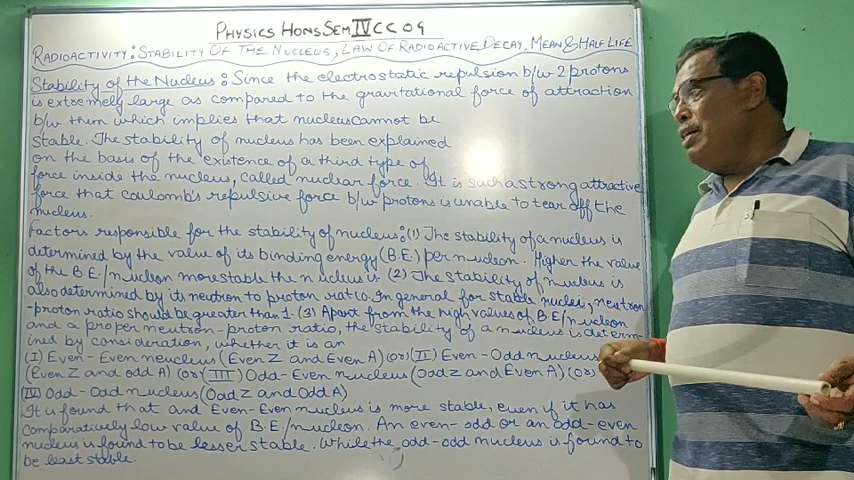 PHYSICS HONS SEM IV CC 09
RADIOACTIVITY: STABILITY OF THE NUCLEUS, LAW OF RADIOACTIVE DECAY, MEAN & HALF LIFE
Stability of the Nucleus: Since the electrostatic repulsion b/w 2 protons
is extremely large as compared to the gravitational force of attraction
b/w them which implies that nucleus cannot be
stable. The stability of nucleus has been explained
on the basis of the existence of a third type of
force inside the nucleus, called nuclear force. It is such a strong attractive
force that coulomb's repulsive force b/w protons is unable to tear off the
nucleus.
Factors responsible for the stability of nucleus: (1) The stability of a nucleus is
determined by the value of its binding energy (B.E) per nucleon. Higher the value
of the B.E/nucleon more stable the nucleus is. (2) The stability of nucleus is
also determined by its neutron to proton ratio. In general for stable nuclei, neutron
-proton ratio should be greater than 1. (3) Apart from the high values of B.E/nucleon
and a proper neutron-proton ratio, the stability of a nucleus is determ-
ined by consideration, whether it is an
(I) Even-Even neucleus (Even Z and Even A) (or) (II) Even-Odd nucleus
(Even Z and odd A) (or) (III) Odd-Even nucleus (Odd Z and Even A) (or)
(IV) Odd-Odd nucleus (Odd Z and Odd A)
It is found that and Even-Even nucleus is more stable, even if it has
comparatively low value of B.E/nucleon. An even-odd or an odd-even
nucleus is found to be lesser stable. While the odd-odd nucleus is found to
be least stable.